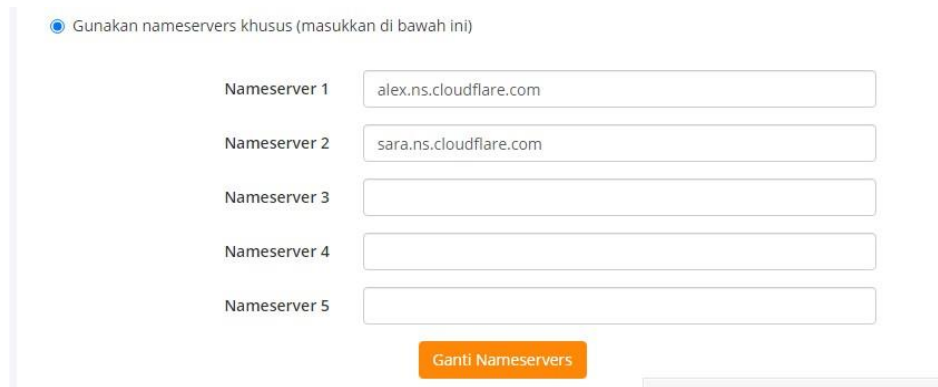 Gunakan nameservers khusus (masukkan di bawah ini)
Nameserver 1 alex.ns.cloudflare.com
Nameserver 2 sara.ns.cloudflare.com
Nameserver 3
Nameserver 4
Nameserver 5
Ganti Nameservers